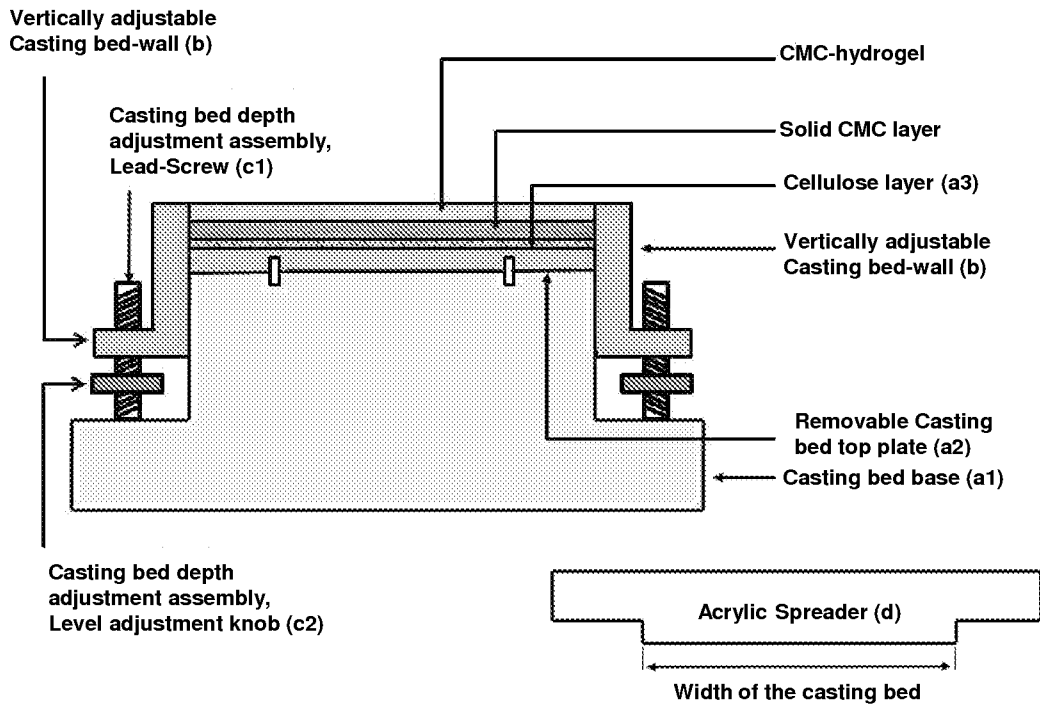 Vertically adjustable
Casting bed-wall (b)
CMC-hydrogel
Casting bed depth
adjustment assembly,
Lead-Screw (c1)
Solid CMC layer
Cellulose layer (a3)
Vertically adjustable
Casting bed-wall (b)
Removable Casting
bed top plate (a2)
Casting bed base (a1)
Casting bed depth
adjustment assembly,
Level adjustment knob (c2)
Acrylic Spreader (d)
Width of the casting bed